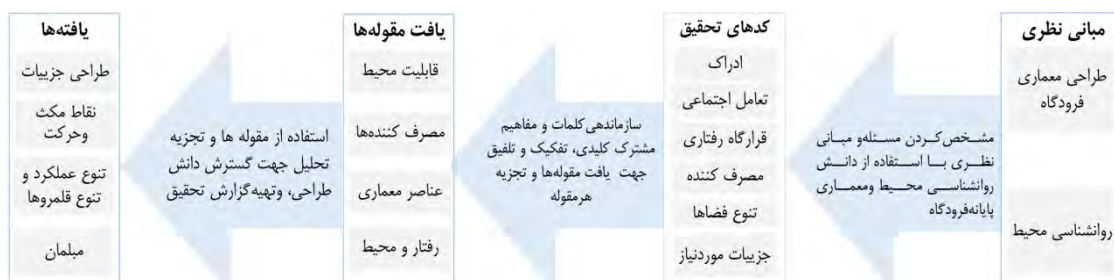 مبانی نظری
طراحی معماری
فرودگاه
روانشناسی محیط
مشخص‌کردن مسئله‌و مبانی
نظری با استفاده از دانش
روانشناسی محیط ومعماری
پایانه‌فرودگاه
کدهای تحقیق
ادراک
تعامل اجتماعی
قرارگاه رفتاری
مصرف کننده
تنوع فضاها
جزییات موردنیاز
سازماندهی‌کلمات و مفاهیم
مشترک کلیدی، تفکیک و تلفیق
جهت یافت مقوله‌ها و تجزیه
هرمقوله
یافت مقوله‌ها
قابلیت محیط
مصرف کننده‌ها
عناصر معماری
رفتار و محیط
استفاده از مقوله ها و تجزیه
تحلیل جهت گسترش دانش
طراحی، وتهیه‌گزارش تحقیق
یافته‌ها
طراحی جزییات
نقاط مکث
وحرکت
تنوع عملکرد و
تنوع قلمروها
مبلمان